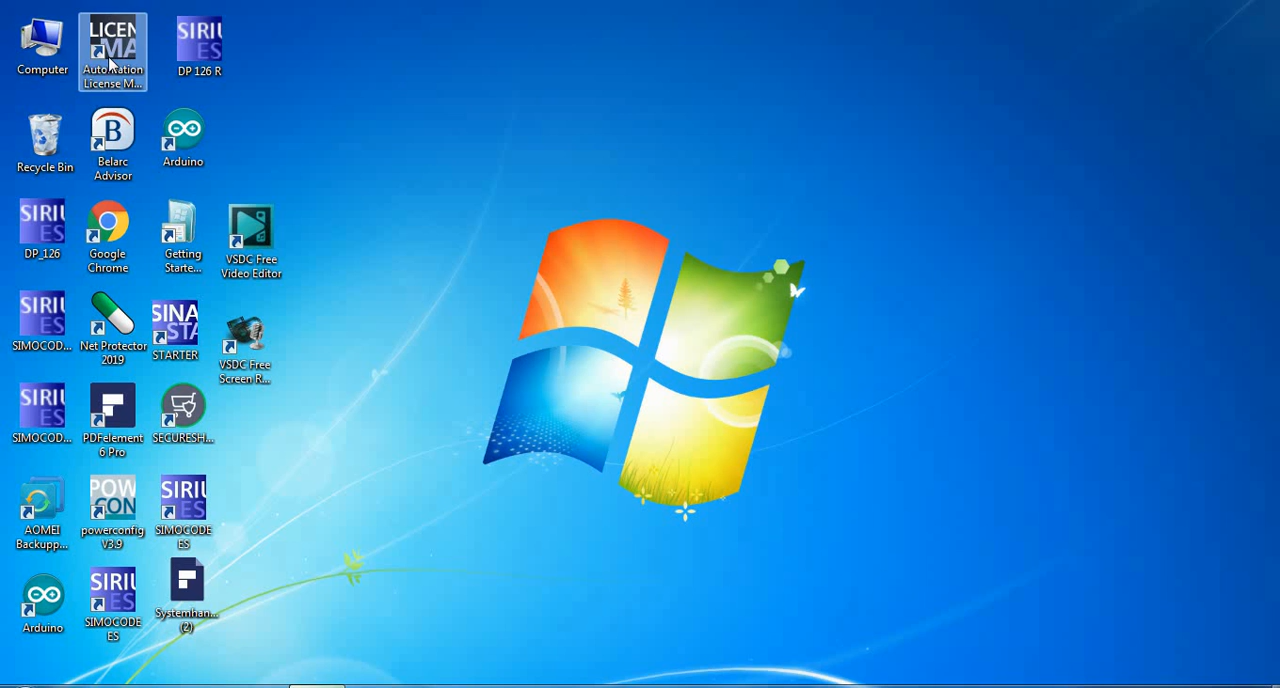 LICEN
MA
SIRIU
ES
Computer
Automation
License M...
DP 126 R
B
Recycle Bin
Belarc
Advisor
Arduino
SIRIU
ES
DP_126
Google
Chrome
Getting
Starte...
VSDC Free
Video Editor
SIRIU
ES
SINA
STA
SIMOCOD...
Net Protector
2019
STARTER
VSDC Free
Screen R...
SIRIU
ES
SIMOCOD...
PDFelement
6 Pro
SECURESH...
POW
CON
SIRIU
ES
AOMEI
Backupp...
powerconfig
V3.9
SIMOCODE
ES
SIRIU
ES
Arduino
SIMOCODE
ES
Systemhan...
(2)